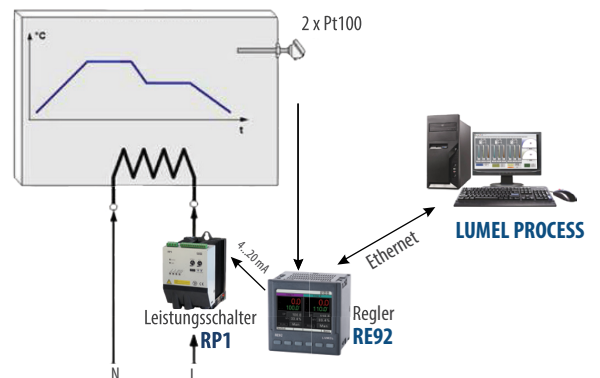 2 x Pt100
°C
t
4...20 mA
Ethernet
LUMEL PROCESS
Leistungsschalter
RP1
Regler
RE92
N
L